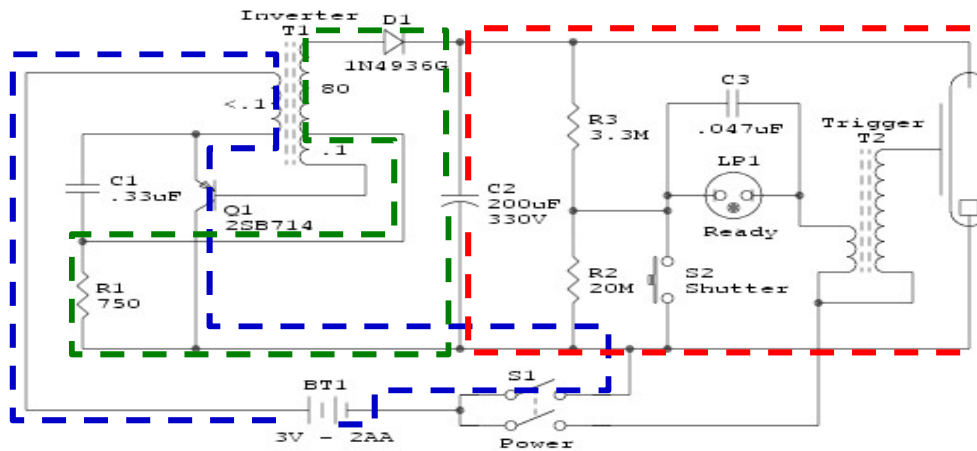 Inverter
T1
D1
1N4936G
<.1
80
.1
C1
.33uF
Q1
2SB714
R1
750
C2
200uF
330V
R3
3.3M
C3
.047uF
LP1
Ready
Trigger
T2
R2
20M
S2
Shutter
BT1
3V - 2AA
S1
Power